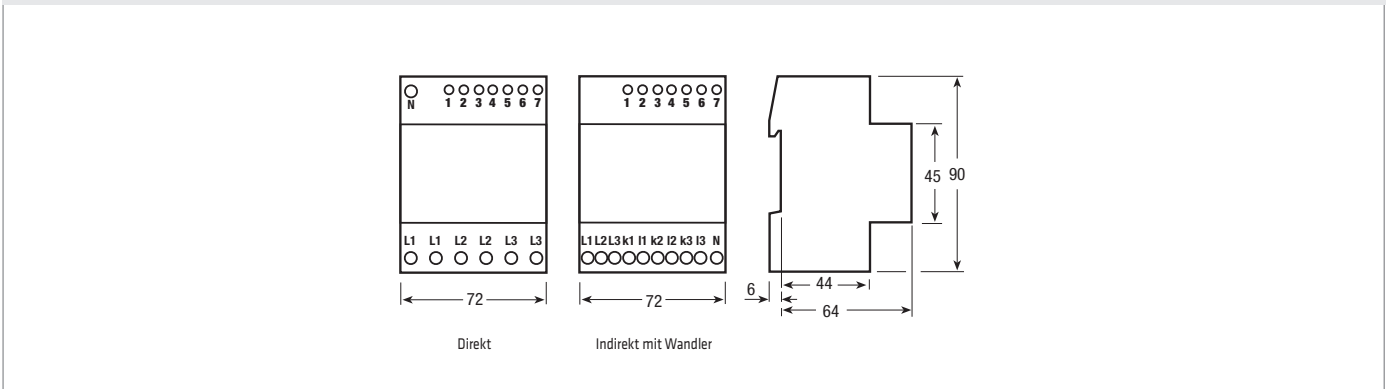 N
1 2 3 4 5 6 7
L1 L1 L2 L2 L3 L3
72
Direkt
1 2 3 4 5 6 7
L1 L2 L3 k1 l1 k2 l2 k3 l3 N
72
Indirekt mit Wandler
45
90
6
44
64